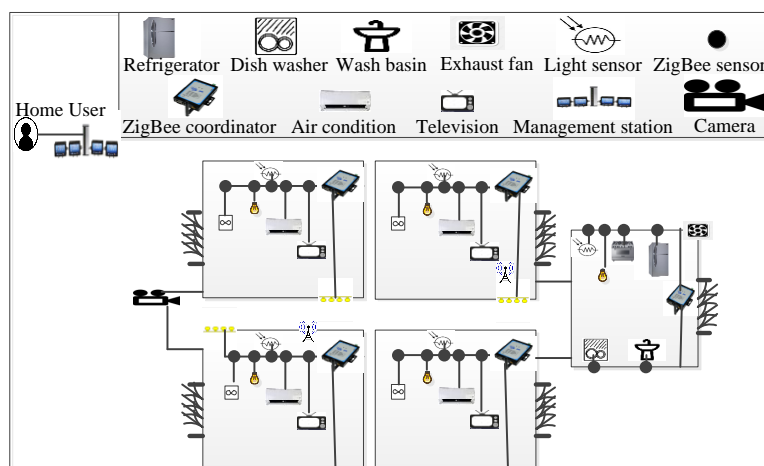 Refrigerator Dish washer Wash basin Exhaust fan Light sensor ZigBee sensor
Home User
ZigBee coordinator Air condition Television Management station Camera